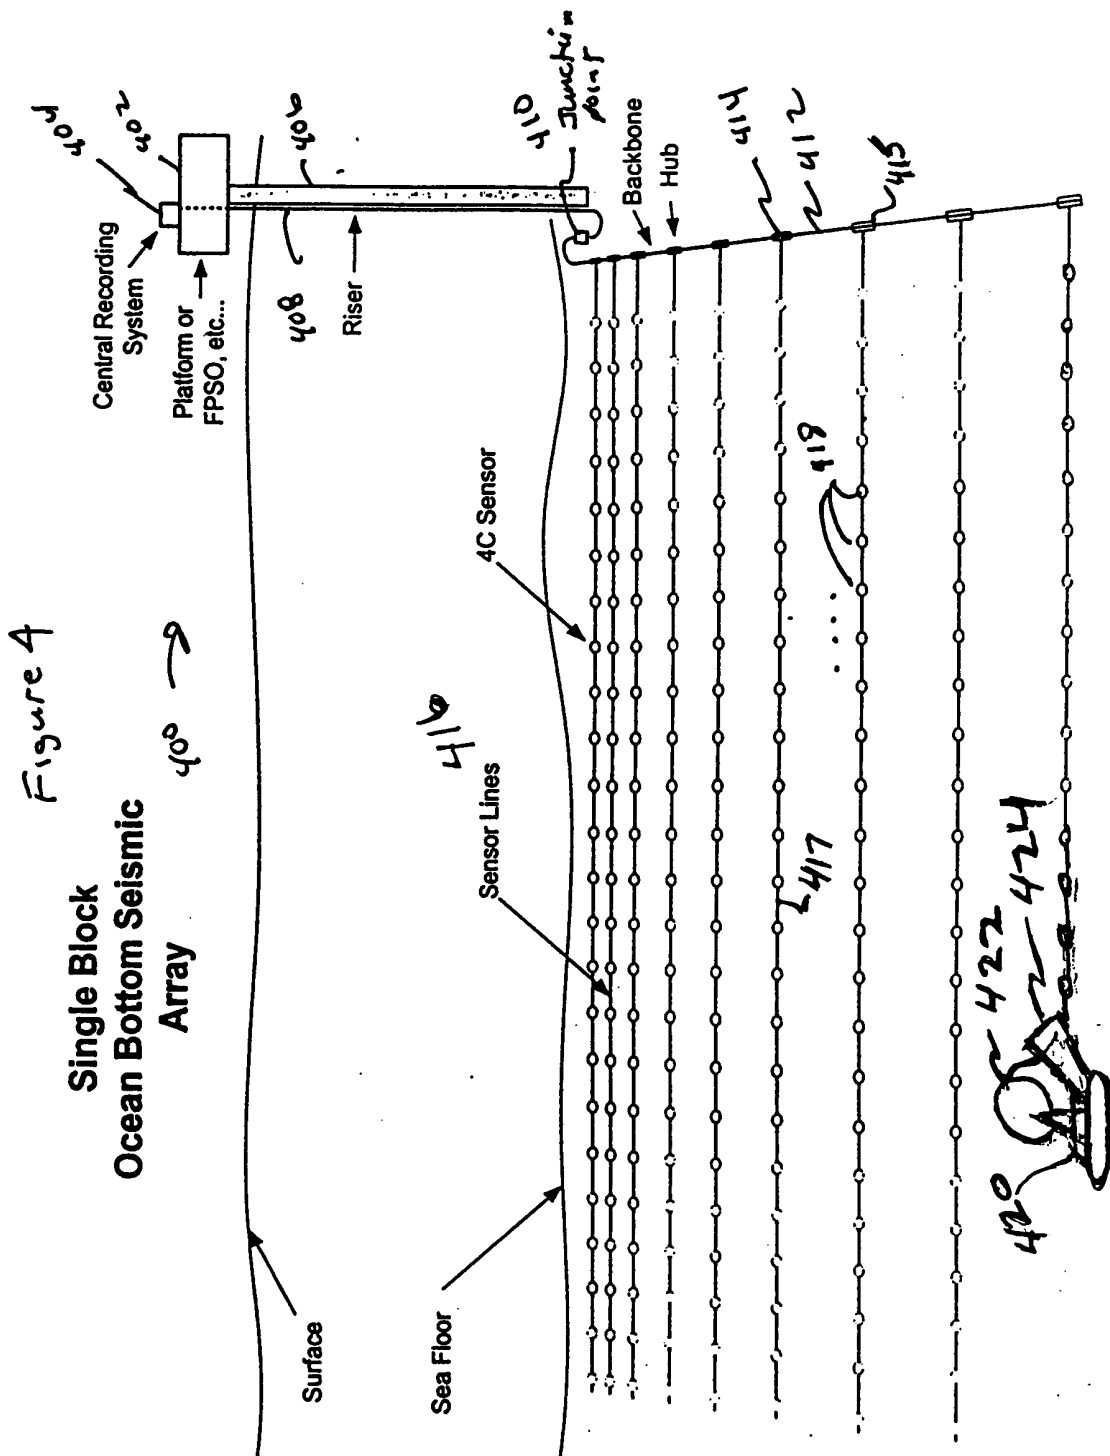 Figure 4
Single Block
Ocean Bottom Seismic
Array
400
404
402
Central Recording
System
Platform or
FPSO, etc....
406
408
Riser
Surface
410
Junction
point
Backbone
Hub
414
412
415
4C Sensor
416
Sensor Lines
Sea Floor
418
417
422
424
420